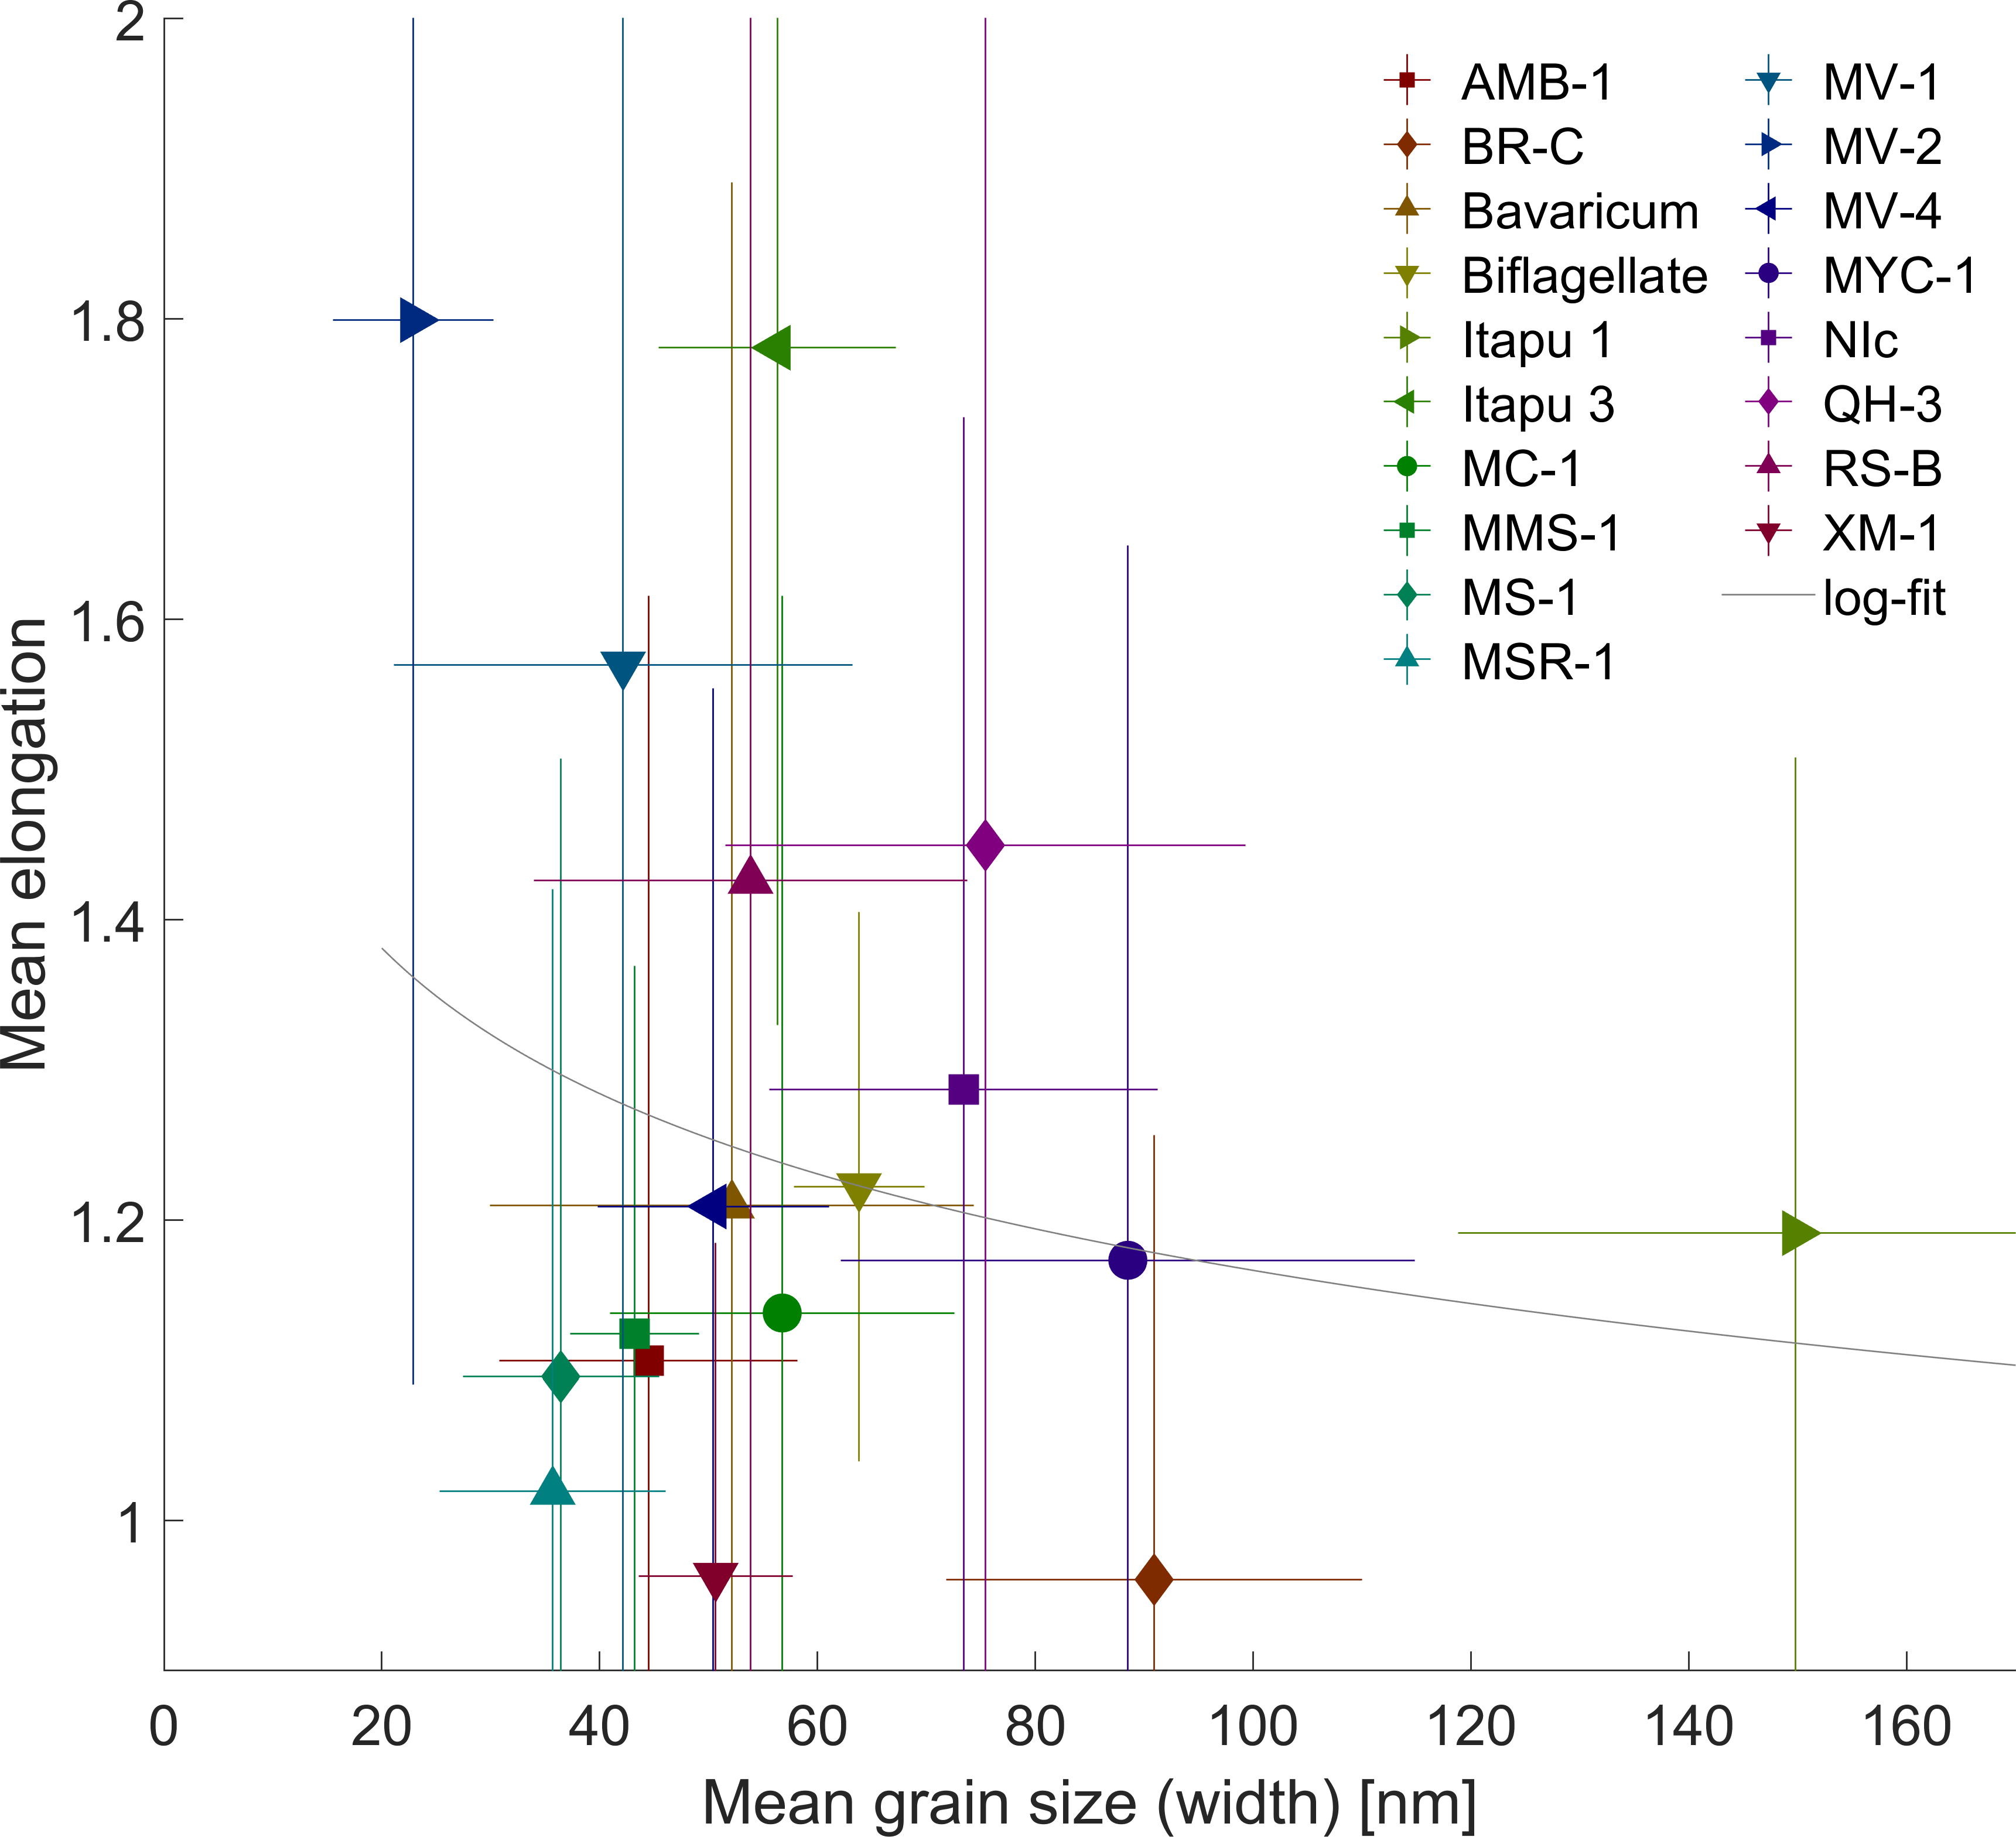 2
1.8
1.6
1.4
1.2
1
Mean elongation
0 20 40 60 80 100 120 140 160
Mean grain size (width) [nm]
AMB-1
BR-C
Bavaricum
Biflagellate
Itapu 1
Itapu 3
MC-1
MMS-1
MS-1
MSR-1
MV-1
MV-2
MV-4
MYC-1
NIc
QH-3
RS-B
XM-1
log-fit